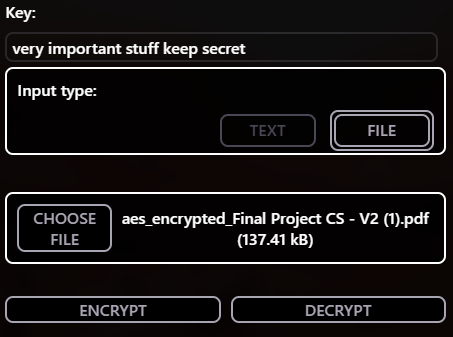 Key:
very important stuff keep secret
Input type:
TEXT
FILE
CHOOSE
FILE
aes_encrypted_Final Project CS - V2 (1).pdf
(137.41 kB)
ENCRYPT
DECRYPT